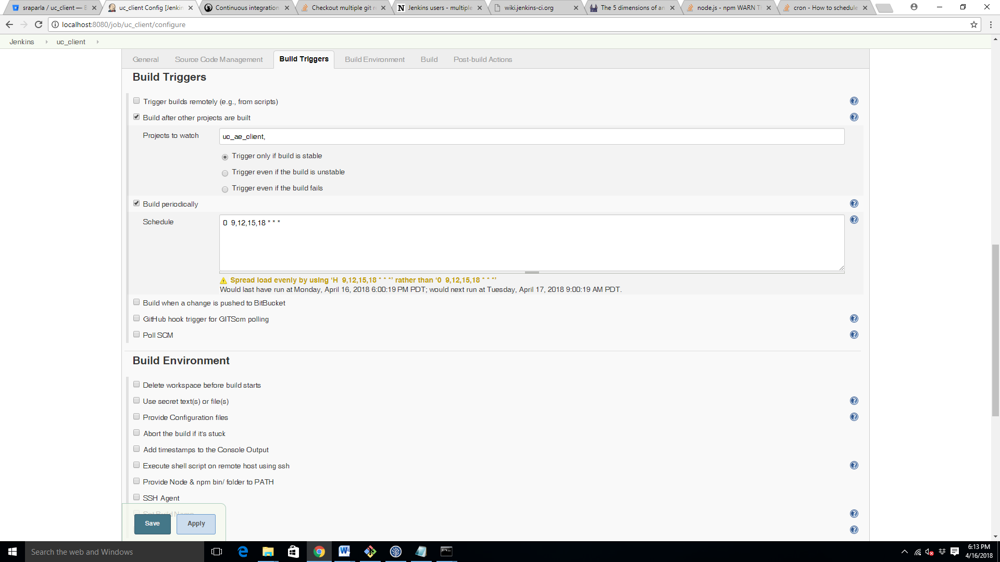 sraparla / uc_client — B
uc_client Config [Jenkin
Continuous integration
Checkout multiple git r
Jenkins users - multiple
wiki.jenkins-ci.org
The 5 dimensions of an
node.js - npm WARN T
cron - How to schedule
localhost:8080/job/uc_client/configure
Jenkins
uc_client
General
Source Code Management
Build Triggers
Build Environment
Build
Post-build Actions
Build Triggers
Trigger builds remotely (e.g., from scripts)
Build after other projects are built
Projects to watch
uc_ae_client,
Trigger only if build is stable
Trigger even if the build is unstable
Trigger even if the build fails
Build periodically
Schedule
0  9,12,15,18 * * *
Spread load evenly by using ‘H  9,12,15,18 * * *’ rather than ‘0  9,12,15,18 * * *’
Would last have run at Monday, April 16, 2018 6:00:19 PM PDT; would next run at Tuesday, April 17, 2018 9:00:19 AM PDT.
Build when a change is pushed to BitBucket
GitHub hook trigger for GITScm polling
Poll SCM
Build Environment
Delete workspace before build starts
Use secret text(s) or file(s)
Provide Configuration files
Abort the build if it's stuck
Add timestamps to the Console Output
Execute shell script on remote host using ssh
Provide Node & npm bin/ folder to PATH
SSH Agent
Set Build Name
Save
Apply
Search the web and Windows
6:13 PM
4/16/2018